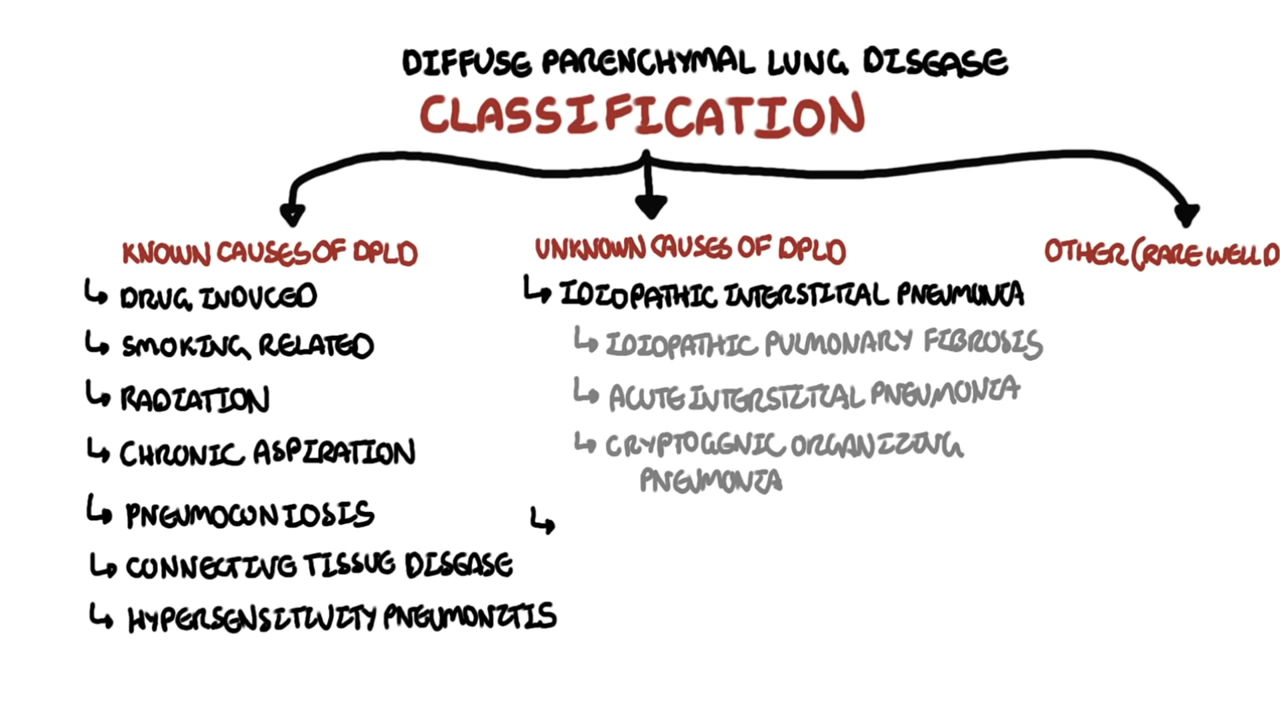 DIFFUSE PARENCHYMAL LUNG DISEASE
CLASSIFICATION
KNOWN CAUSES OF DPLD
↳ DRUG INDUCED
↳ SMOKING RELATED
↳ RADIATION
↳ CHRONIC ASPIRATION
↳ PNEUMOCONIOSIS
↳ CONNECTIVE TISSUE DISEASE
↳ HYPERSENSITIVITY PNEUMONITIS
UNKNOWN CAUSES OF DPLD
↳ IDIOPATHIC INTERSTITIAL PNEUMONIA
↳ IDIOPATHIC PULMONARY FIBROSIS
↳ ACUTE INTERSTITIAL PNEUMONIA
↳ CRYPTOGENIC ORGANIZING
PNEUMONIA
↳
OTHER (RARE WELL D